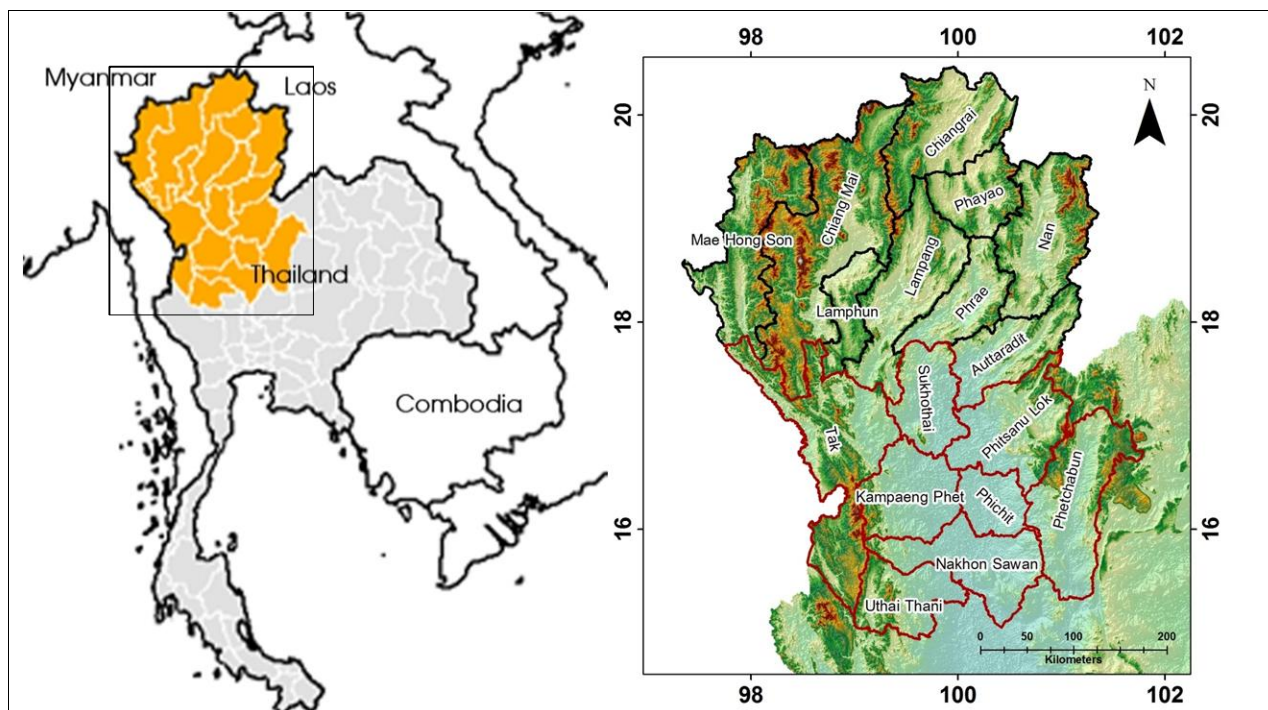 Myanmar
Laos
Thailand
Combodia
98
100
102
20
20
18
18
16
16
98
100
102
N
Chiangrai
Phayao
Nan
Chiang Mai
Mae Hong Son
Lampang
Lamphun
Phrae
Auttaradit
Sukhothai
Phitsanu Lok
Tak
Kampaeng Phet
Phichit
Phetchabun
Nakhon Sawan
Uthai Thani
0 25 50 100 150 200
Kilometers